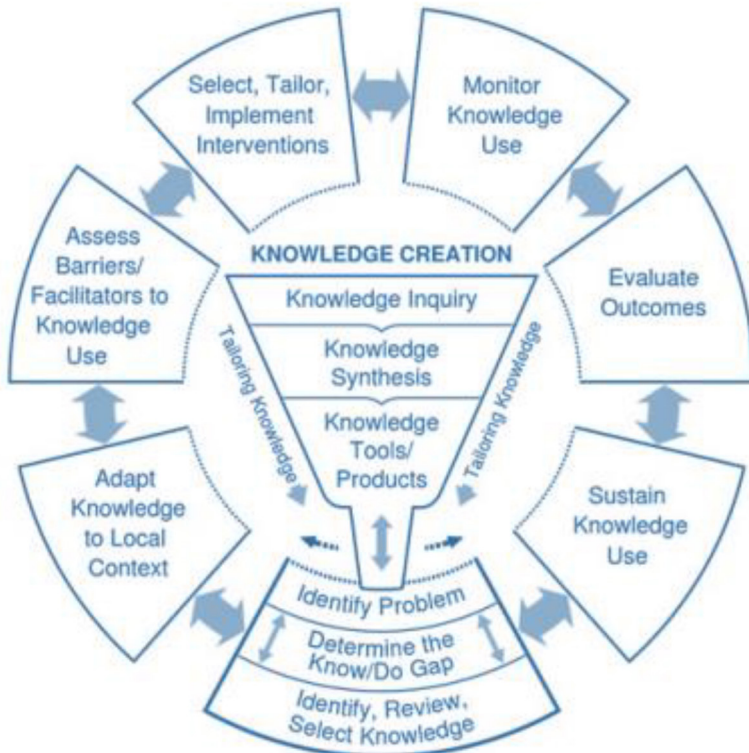 Select, Tailor,
Implement
Interventions
Monitor
Knowledge
Use
Assess
Barriers/
Facilitators to
Knowledge
Use
KNOWLEDGE CREATION
Knowledge Inquiry
Knowledge
Synthesis
Knowledge
Tools/
Products
Tailoring Knowledge
Tailoring Knowledge
Evaluate
Outcomes
Adapt
Knowledge
to Local
Context
Sustain
Knowledge
Use
Identify Problem
Determine the
Know/Do Gap
Identify, Review,
Select Knowledge